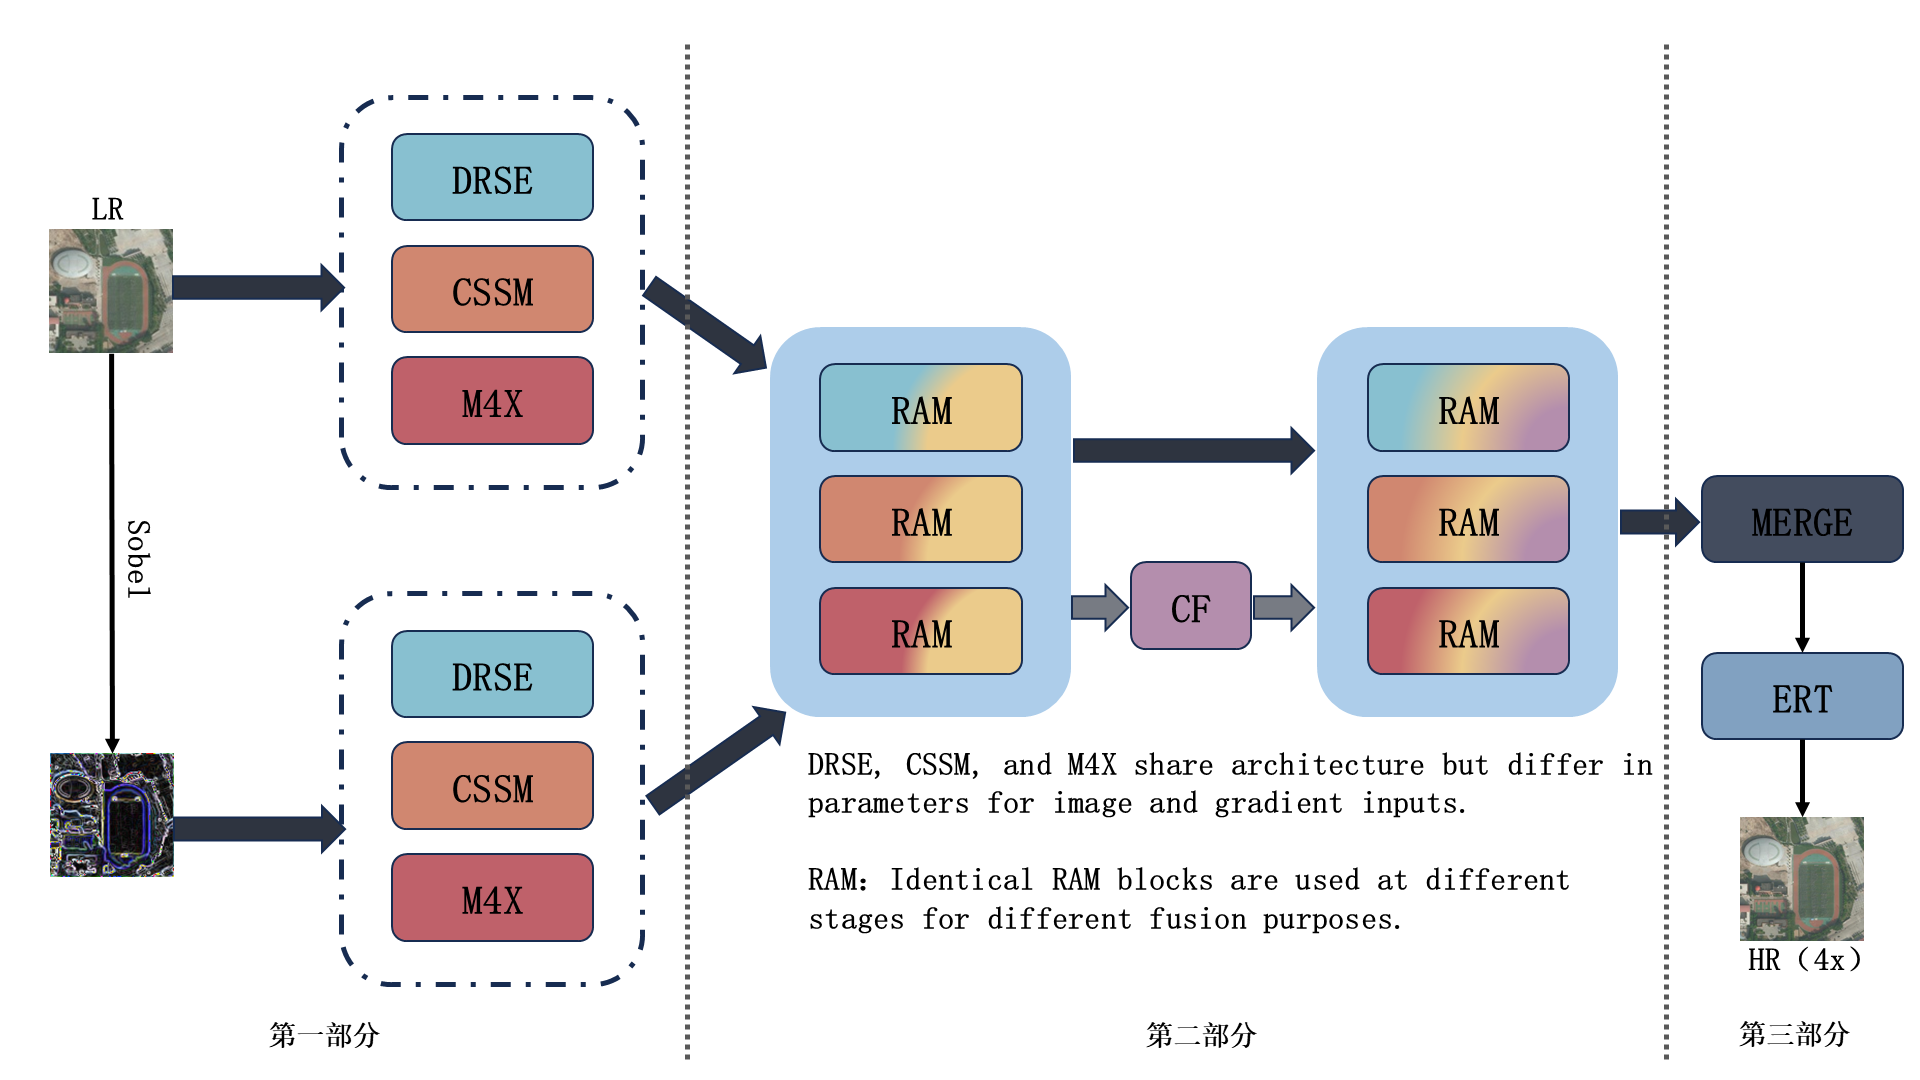 LR
Sobel
DRSE
CSSM
M4X
DRSE
CSSM
M4X
第一部分
RAM
RAM
RAM
CF
RAM
RAM
RAM
DRSE, CSSM, and M4X share architecture but differ in
parameters for image and gradient inputs.
RAM: Identical RAM blocks are used at different
stages for different fusion purposes.
第二部分
MERGE
ERT
HR（4x）
第三部分